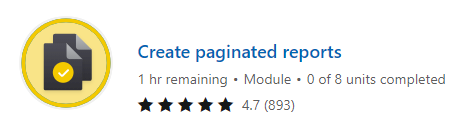 Create paginated reports
1 hr remaining • Module • 0 of 8 units completed
4.7 (893)